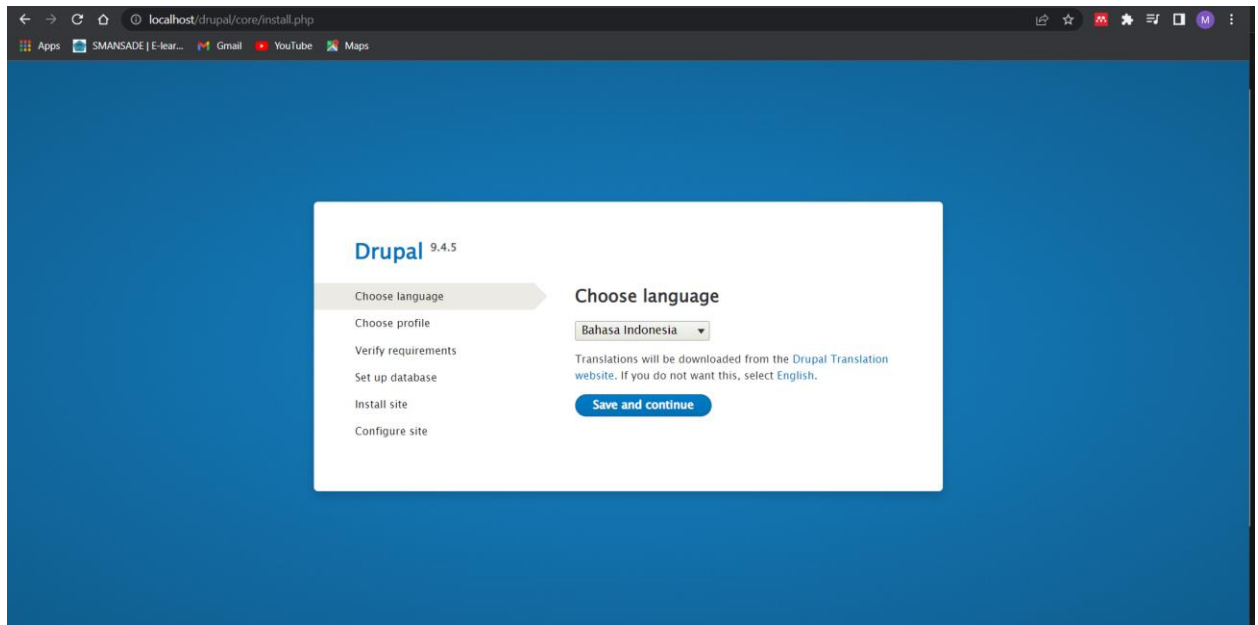 localhost/drupal/core/install.php
M
Apps SMANSADE | E-lear... Gmail YouTube Maps
Drupal 9.4.5
Choose language
Choose profile
Verify requirements
Set up database
Install site
Configure site
Choose language
Bahasa Indonesia
Translations will be downloaded from the Drupal Translation
website. If you do not want this, select English.
Save and continue